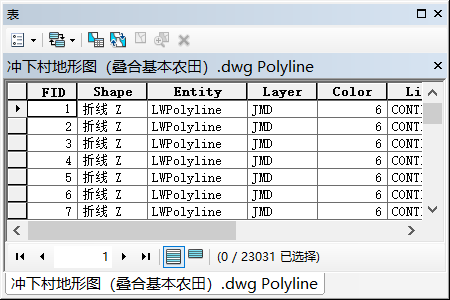 表
冲下村地形图（叠合基本农田）.dwg Polyline
FID Shape Entity Layer Color Li
1 折线 Z LWPolyline JMD 6 CONT
2 折线 Z LWPolyline JMD 6 CONT
3 折线 Z LWPolyline JMD 6 CONT
4 折线 Z LWPolyline JMD 6 CONT
5 折线 Z LWPolyline JMD 6 CONT
6 折线 Z LWPolyline JMD 6 CONT
7 折线 Z LWPolyline JMD 6 CONT
1 (0 / 23031 已选择)
冲下村地形图（叠合基本农田）.dwg Polyline